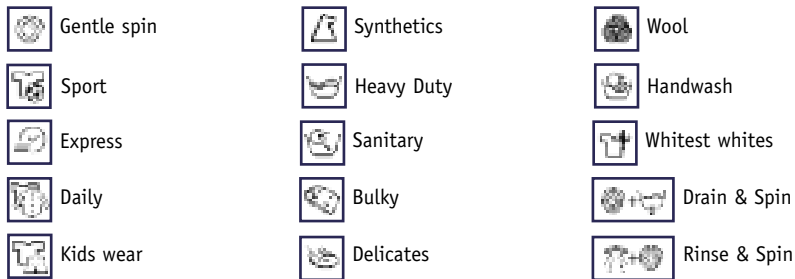 Gentle spin
Synthetics
Wool
Sport
Heavy Duty
Handwash
Express
Sanitary
Whitest whites
Daily
Bulky
Drain & Spin
Kids wear
Delicates
Rinse & Spin